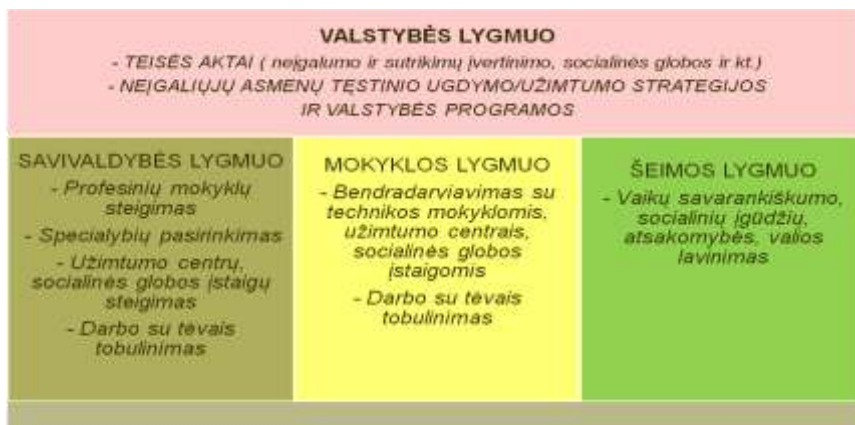 VALSTYBĖS LYGMUO
- TEISĖS AKTAI ( neįgalumo ir sutrikimų įvertinimo, socialinės globos ir kt.)
- NEĮGALIŲJŲ ASMENŲ TĘSTINIO UGDYMO/UŽIMTUMO STRATEGIJOS
IR VALSTYBĖS PROGRAMOS
SAVIVALDYBĖS LYGMUO
- Profesinių mokyklų
steigimas
- Specialybių pasirinkimas
- Užimtumo centrų,
socialinės globos įstaigų
steigimas
- Darbo su tėvais
tobulinimas
MOKYKLOS LYGMUO
- Bendradarviavimas su
technikos mokyklomis,
užimtumo centrais,
socialinės globos
įstaigomis
- Darbo su tėvais
tobulinimas
ŠEIMOS LYGMUO
- Vaikų savarankiškumo,
socialinių įgūdžių,
atsakomybės, valios
lavinimas